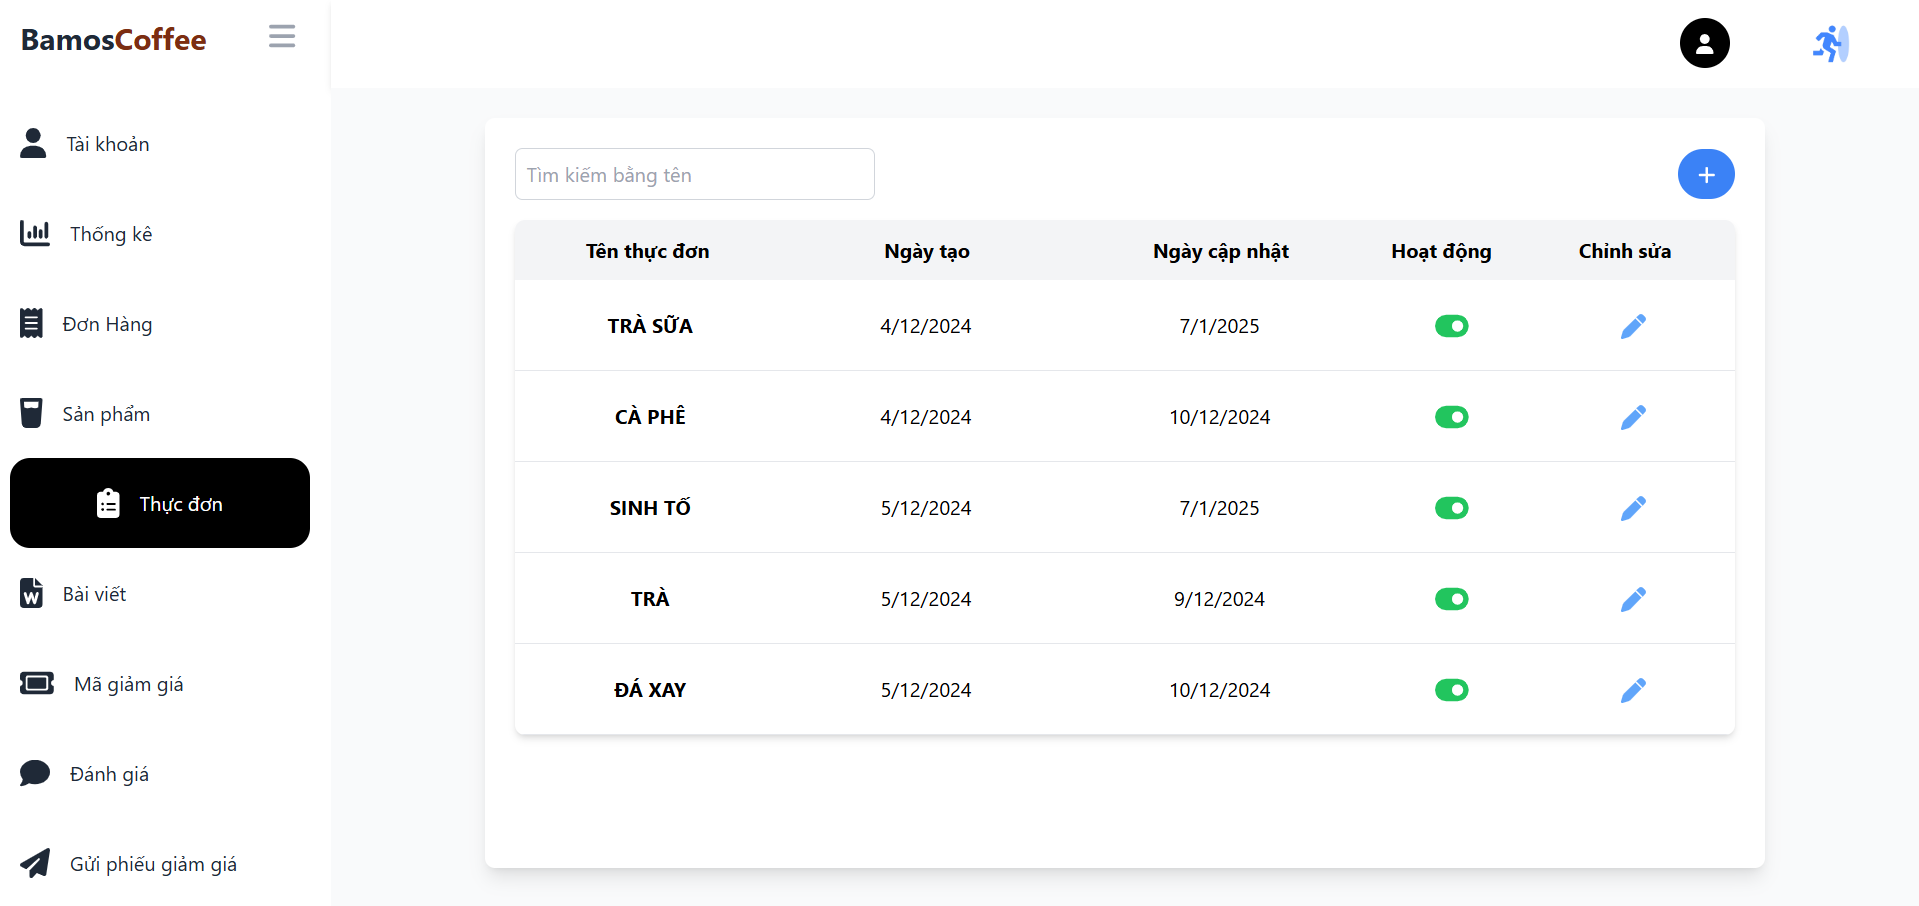 BamosCoffee
Tài khoản
Thống kê
Đơn Hàng
Sản phẩm
Thực đơn
Bài viết
Mã giảm giá
Đánh giá
Gửi phiếu giảm giá
Tìm kiếm bằng tên
+
Tên thực đơn Ngày tạo Ngày cập nhật Hoạt động Chỉnh sửa
TRÀ SỮA 4/12/2024 7/1/2025
CÀ PHÊ 4/12/2024 10/12/2024
SINH TỐ 5/12/2024 7/1/2025
TRÀ 5/12/2024 9/12/2024
ĐÁ XAY 5/12/2024 10/12/2024